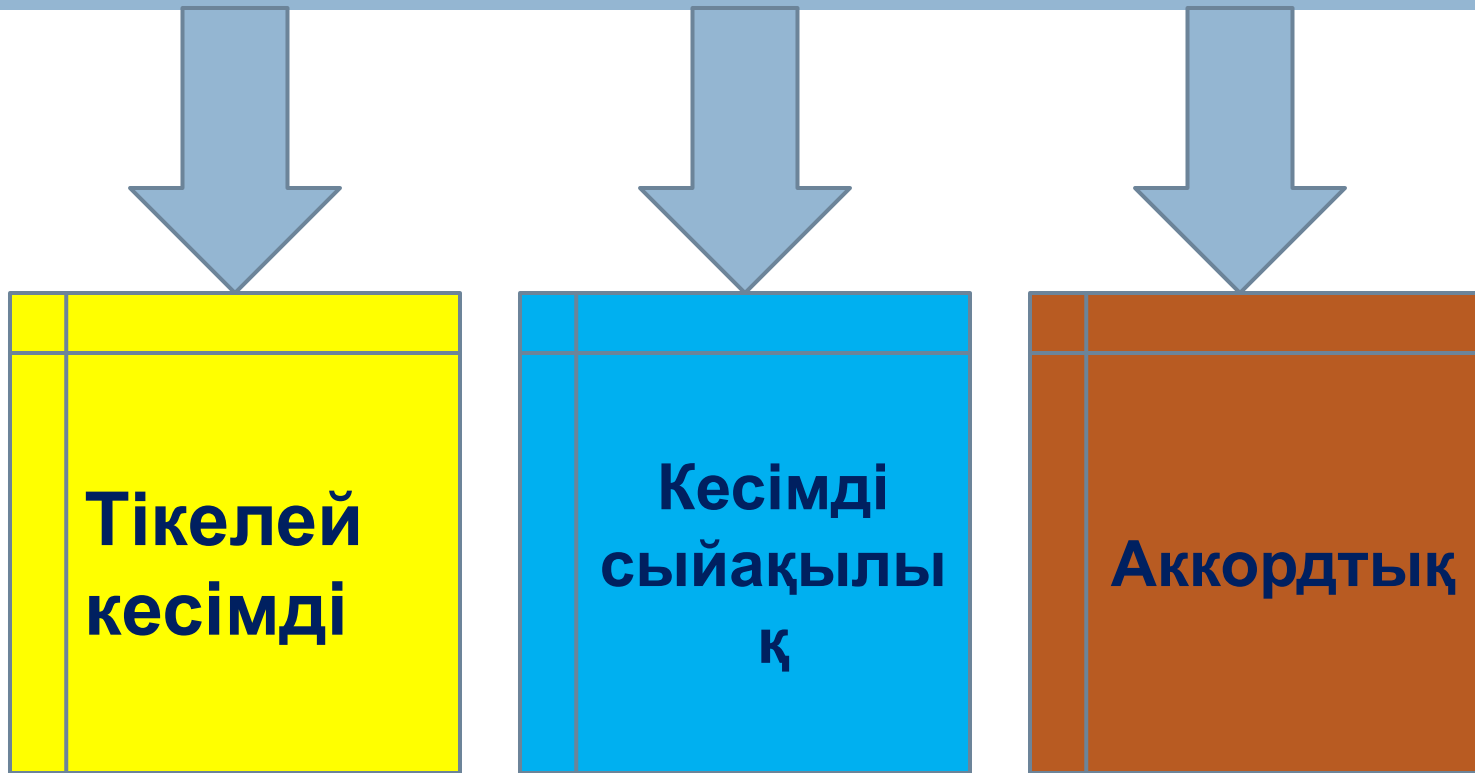 Тікелей
кесімді
Кесімді
сыйақылы
қ
Аккордтық